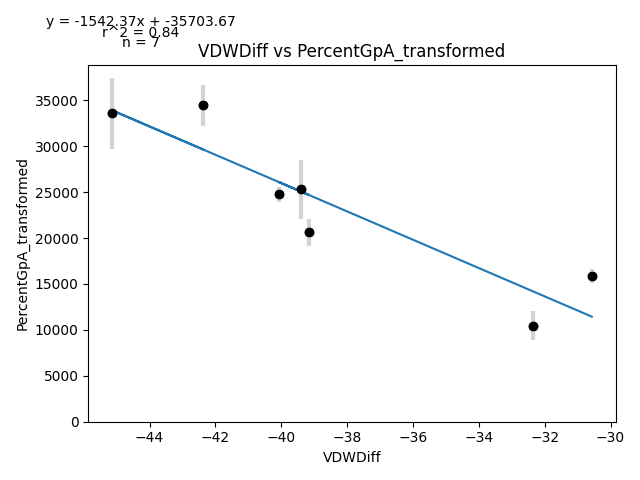 y = -1542.37x + -35703.67
r^2 = 0.84
n = 7
VDWDiff vs PercentGpA_transformed
PercentGpA_transformed
35000
30000
25000
20000
15000
10000
5000
0
−44
−42
−40
−38
−36
−34
−32
−30
VDWDiff